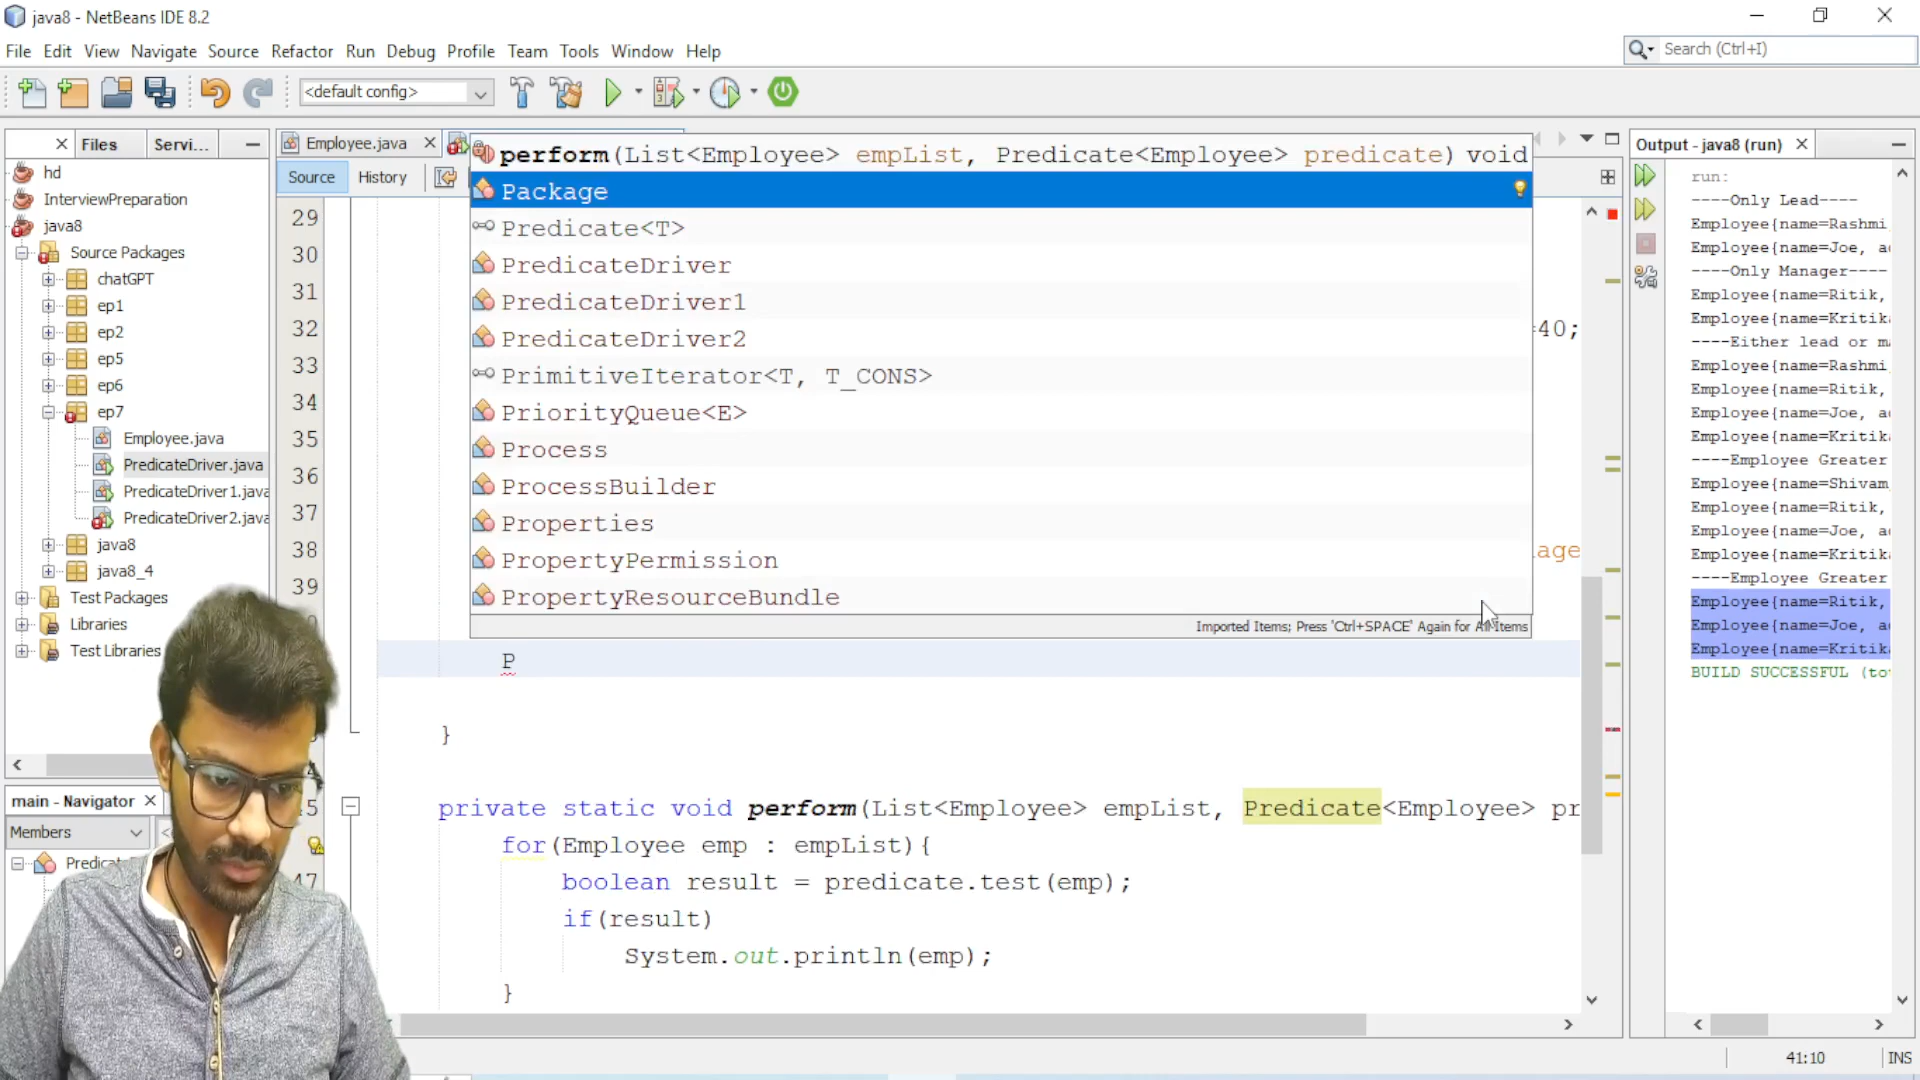 java8 - NetBeans IDE 8.2
File Edit View Navigate Source Refactor Run Debug Profile Team Tools Window Help
Search (Ctrl+I)
<default config>
Files Servi...
Employee.java
Source History
hd
InterviewPreparation
java8
Source Packages
chatGPT
ep1
ep2
ep5
ep6
ep7
Employee.java
PredicateDriver.java
PredicateDriver1.java
PredicateDriver2.java
java8
java8_4
Test Packages
Libraries
Test Libraries
main - Navigator
Members
29
30
31
32
33
34
35
36
37
38
39
47
perform(List<Employee> empList, Predicate<Employee> predicate) void
Package
Predicate<T>
PredicateDriver
PredicateDriver1
PredicateDriver2
PrimitiveIterator<T, T_CONS>
PriorityQueue<E>
Process
ProcessBuilder
Properties
PropertyPermission
PropertyResourceBundle
Imported Items; Press 'Ctrl+SPACE' Again for All Items
=40;
P
}
private static void perform(List<Employee> empList, Predicate<Employee> pr
for(Employee emp : empList){
boolean result = predicate.test(emp);
if(result)
System.out.println(emp);
}
Output - java8 (run)
run:
----Only Lead----
Employee{name=Rashmi,
Employee{name=Joe, a
----Only Manager----
Employee{name=Ritik,
Employee{name=Kritik
----Either lead or m
Employee{name=Rashmi,
Employee{name=Ritik,
Employee{name=Joe, a
Employee{name=Kritik
----Employee Greater
Employee{name=Shivam
Employee{name=Ritik,
Employee{name=Joe, a
Employee{name=Kritik
----Employee Greater
Employee{name=Ritik,
Employee{name=Joe, a
Employee{name=Kritik
BUILD SUCCESSFUL (to
41:10 INS